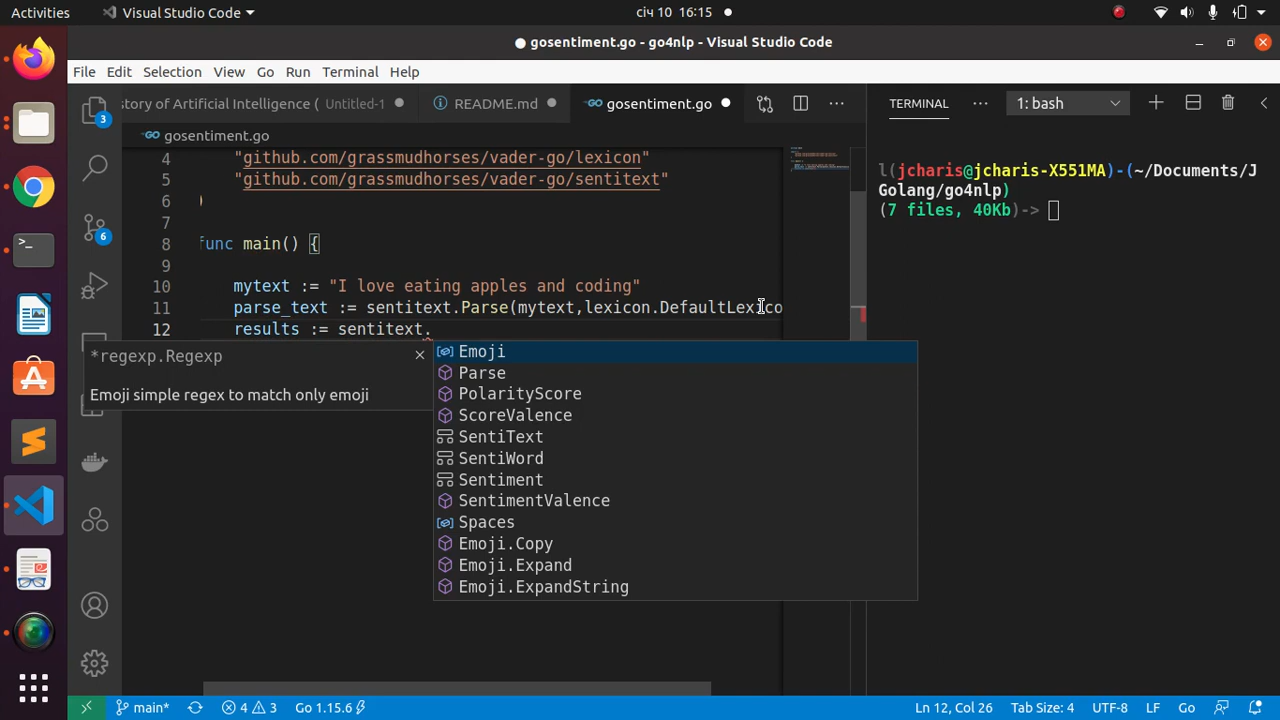 Activities
Visual Studio Code
січ 10 16:15
gosentiment.go - go4nlp - Visual Studio Code
File Edit Selection View Go Run Terminal Help
story of Artificial Intelligence ( Untitled-1
README.md
gosentiment.go
TERMINAL
1: bash
gosentiment.go
4 "github.com/grassmudhorses/vader-go/lexicon"
5 "github.com/grassmudhorses/vader-go/sentitext"
6 )
7
8 func main() {
9
10 mytext := "I love eating apples and coding"
11 parse_text := sentitext.Parse(mytext,lexicon.DefaultLexico
12 results := sentitext.
*regexp.Regexp
Emoji simple regex to match only emoji
Emoji
Parse
PolarityScore
ScoreValence
SentiText
SentiWord
Sentiment
SentimentValence
Spaces
Emoji.Copy
Emoji.Expand
Emoji.ExpandString
l(jcharis@jcharis-X551MA)-(~/Documents/J
Golang/go4nlp)
(7 files, 40Kb)->
3
6
main* 4 3 Go 1.15.6
Ln 12, Col 26 Tab Size: 4 UTF-8 LF Go